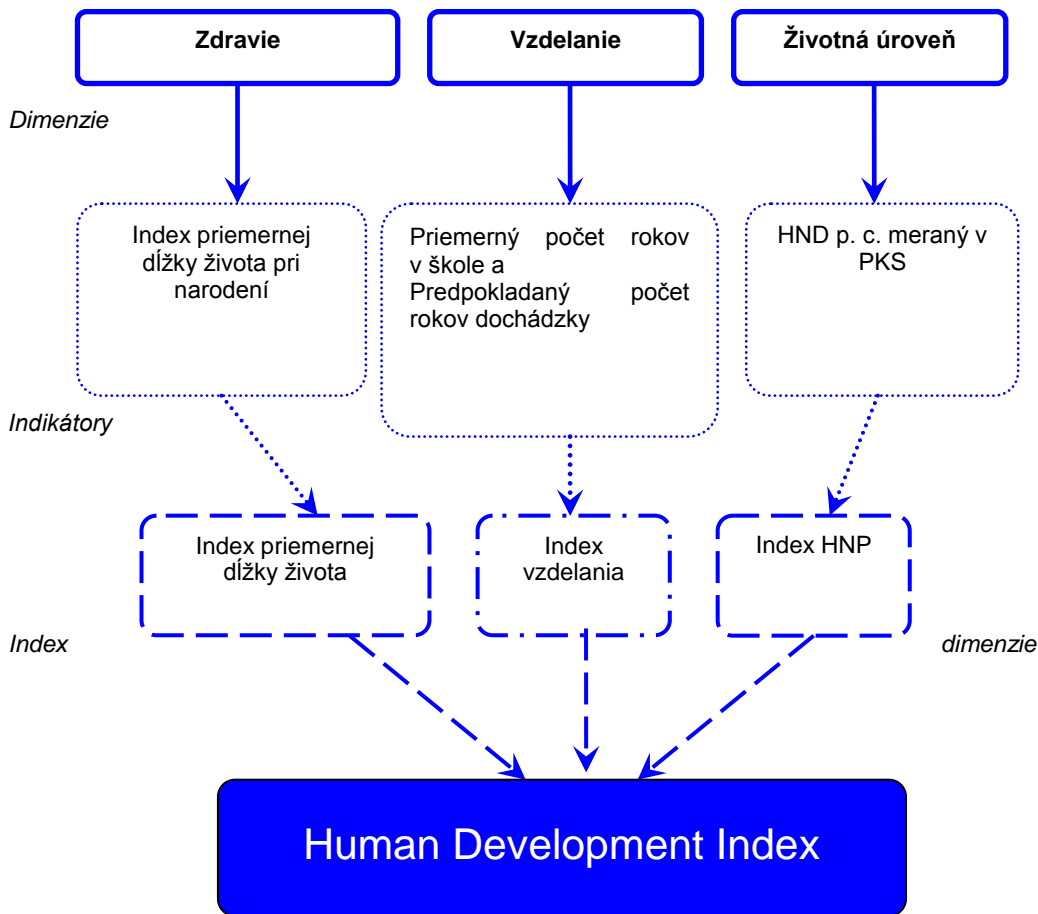 Zdravie
Vzdelanie
Životná úroveň
Dimenzie
Index priemernej
dĺžky života pri
narodení
Priemerný počet rokov
v škole a
Predpokladaný počet
rokov dochádzky
HND p. c. meraný v
PKS
Indikátory
Index priemernej
dĺžky života
Index
vzdelania
Index HNP
Index dimenzie
Human Development Index